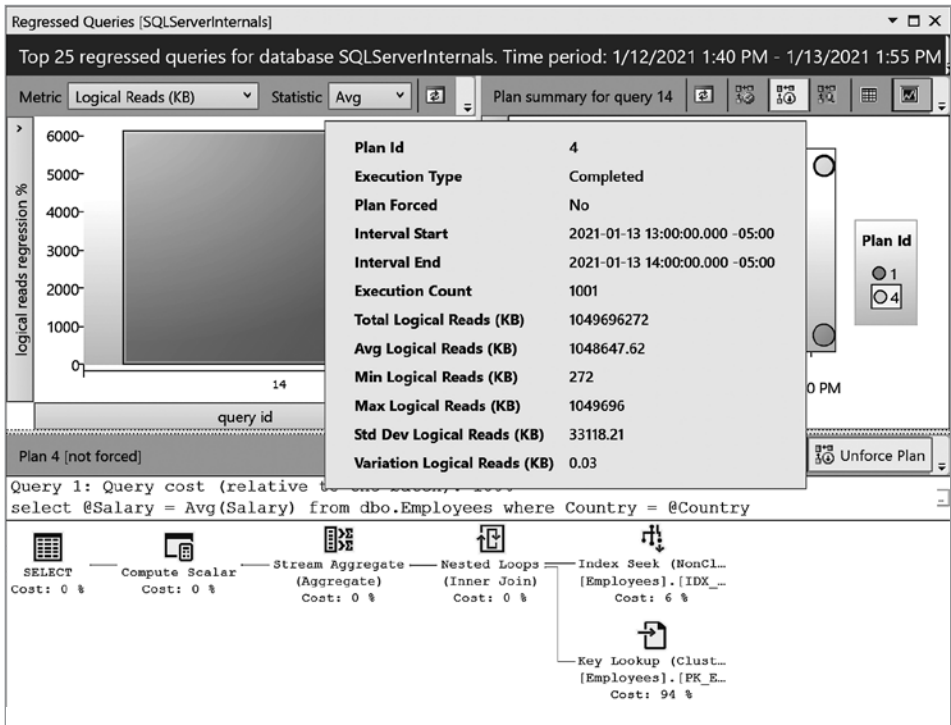 Regressed Queries [SQLServerInternals]
Top 25 regressed queries for database SQLServerInternals. Time period: 1/12/2021 1:40 PM - 1/13/2021 1:55 PM
Metric Logical Reads (KB) Statistic Avg Plan summary for query 14
logical reads regression %
6000
5000
4000
3000
2000
1000
0
14
query id
Plan Id 4
Execution Type Completed
Plan Forced No
Interval Start 2021-01-13 13:00:00.000 -05:00
Interval End 2021-01-13 14:00:00.000 -05:00
Execution Count 1001
Total Logical Reads (KB) 1049696272
Avg Logical Reads (KB) 1048647.62
Min Logical Reads (KB) 272
Max Logical Reads (KB) 1049696
Std Dev Logical Reads (KB) 33118.21
Variation Logical Reads (KB) 0.03
Plan Id
1
4
0 PM
Plan 4 [not forced] Unforce Plan
Query 1: Query cost (relative
select @Salary = Avg(Salary) from dbo.Employees where Country = @Country
SELECT
Cost: 0 %
Compute Scalar
Cost: 0 %
Stream Aggregate
(Aggregate)
Cost: 0 %
Nested Loops
(Inner Join)
Cost: 0 %
Index Seek (NonCl…
[Employees].[IDX_…
Cost: 6 %
Key Lookup (Clust…
[Employees].[PK_E…
Cost: 94 %